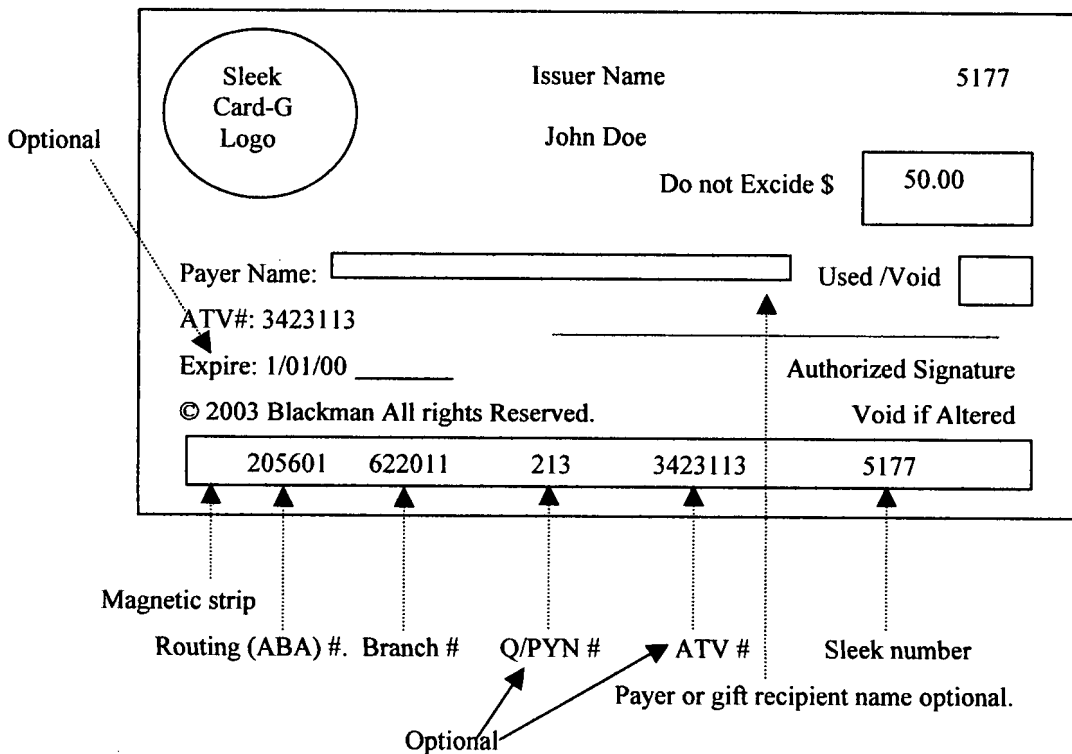 Sleek
Card-G
Logo
Issuer Name
5177
Optional
John Doe
Do not Excide $ 50.00
Payer Name:
Used /Void
ATV#: 3423113
Expire: 1/01/00
Authorized Signature
© 2003 Blackman All rights Reserved.
Void if Altered
205601 622011 213 3423113 5177
Magnetic strip
Routing (ABA) #. Branch # Q/PYN # ATV # Sleek number
Payer or gift recipient name optional.
Optional